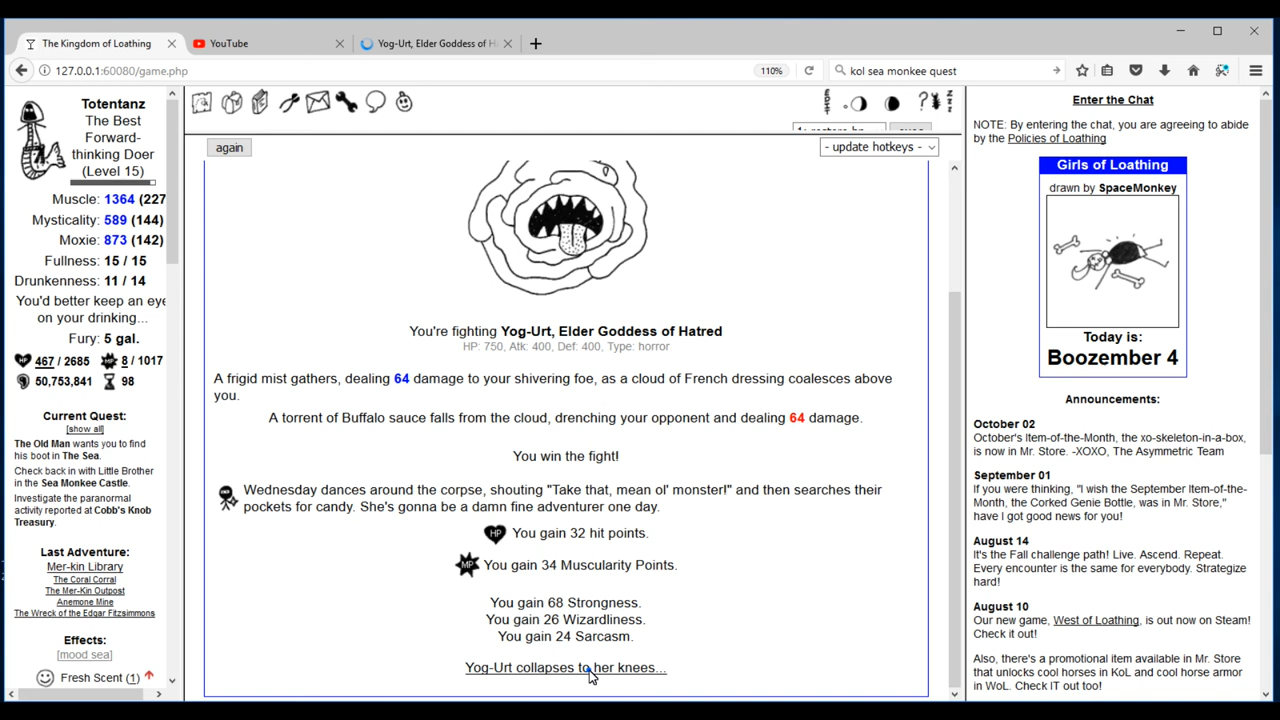 The Kingdom of Loathing
YouTube
Yog-Urt, Elder Goddess of H
127.0.0.1:60080/game.php
110%
kol sea monkee quest
Totentanz
The Best
Forward-
thinking Doer
(Level 15)
Muscle: 1364 (227
Mysticality: 589 (144)
Moxie: 873 (142)
Fullness: 15 / 15
Drunkenness: 11 / 14
You'd better keep an eye
on your drinking...
Fury: 5 gal.
467 / 2685
8 / 1017
50,753,841
98
Current Quest:
[show all]
The Old Man wants you to find
his boot in The Sea.
Check back in with Little Brother
in the Sea Monkee Castle.
Investigate the paranormal
activity reported at Cobb's Knob
Treasury.
Last Adventure:
Mer-kin Library
The Coral Corral
The Mer-Kin Outpost
Anemone Mine
The Wreck of the Edgar Fitzsimmons
Effects:
[mood sea]
Fresh Scent (1)
again
- update hotkeys -
You're fighting Yog-Urt, Elder Goddess of Hatred
HP: 750, Atk: 400, Def: 400, Type: horror
A frigid mist gathers, dealing 64 damage to your shivering foe, as a cloud of French dressing coalesces above
you.
A torrent of Buffalo sauce falls from the cloud, drenching your opponent and dealing 64 damage.
You win the fight!
Wednesday dances around the corpse, shouting "Take that, mean ol' monster!" and then searches their
pockets for candy. She's gonna be a damn fine adventurer one day.
HP You gain 32 hit points.
MP You gain 34 Muscularity Points.
You gain 68 Strongness.
You gain 26 Wizardliness.
You gain 24 Sarcasm.
Yog-Urt collapses to her knees...
Enter the Chat
NOTE: By entering the chat, you are agreeing to abide
by the Policies of Loathing
Girls of Loathing
drawn by SpaceMonkey
Today is:
Boozember 4
Announcements:
October 02
October's Item-of-the-Month, the xo-skeleton-in-a-box,
is now in Mr. Store. -XOXO, The Asymmetric Team
September 01
If you were thinking, "I wish the September Item-of-the-
Month, the Corked Genie Bottle, was in Mr. Store,"
have I got good news for you!
August 14
It's the Fall challenge path! Live. Ascend. Repeat.
Every encounter is the same for everybody. Strategize
hard!
August 10
Our new game, West of Loathing, is out now on Steam!
Check it out!
Also, there's a promotional item available in Mr. Store
that unlocks cool horses in KoL and cool horse armor
in WoL. Check IT out too!